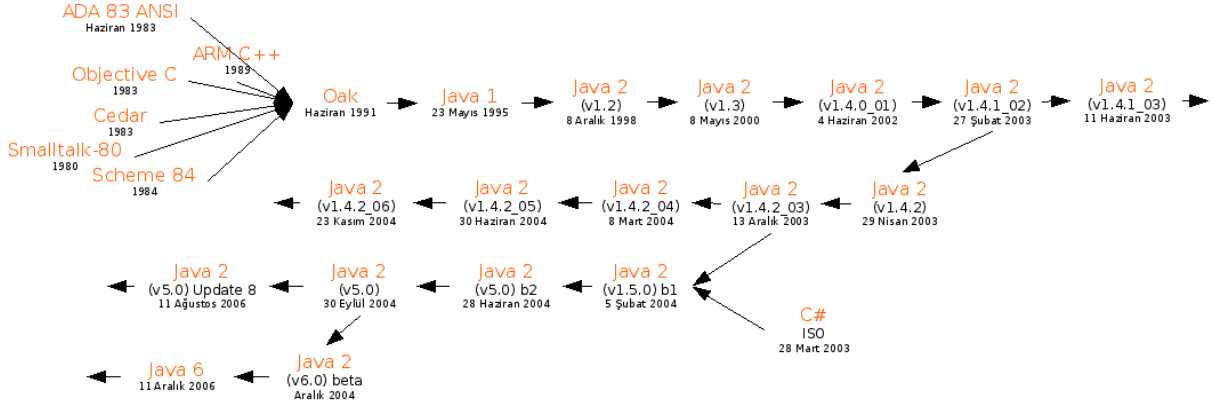 ADA 83 ANSI
Haziran 1983
ARM C++
1989
Objective C
1983
Cedar
1983
Smalltalk-80
1980
Scheme 84
1984
Oak
Haziran 1991
Java 1
23 Mayıs 1995
Java 2
(v1.2)
8 Aralık 1998
Java 2
(v1.3)
8 Mayıs 2000
Java 2
(v1.4.0_01)
4 Haziran 2002
Java 2
(v1.4.1_02)
27 Şubat 2003
Java 2
(v1.4.1_03)
11 Haziran 2003
Java 2
(v1.4.2_06)
23 Kasım 2004
Java 2
(v1.4.2_05)
30 Haziran 2004
Java 2
(v1.4.2_04)
8 Mart 2004
Java 2
(v1.4.2_03)
13 Aralık 2003
Java 2
(v1.4.2)
29 Nisan 2003
Java 2
(v5.0) Update 8
11 Ağustos 2006
Java 2
(v5.0)
30 Eylül 2004
Java 2
(v5.0) b2
28 Haziran 2004
Java 2
(v1.5.0) b1
5 Şubat 2004
C#
ISO
28 Mart 2003
Java 6
11 Aralık 2006
Java 2
(v6.0) beta
Aralık 2004